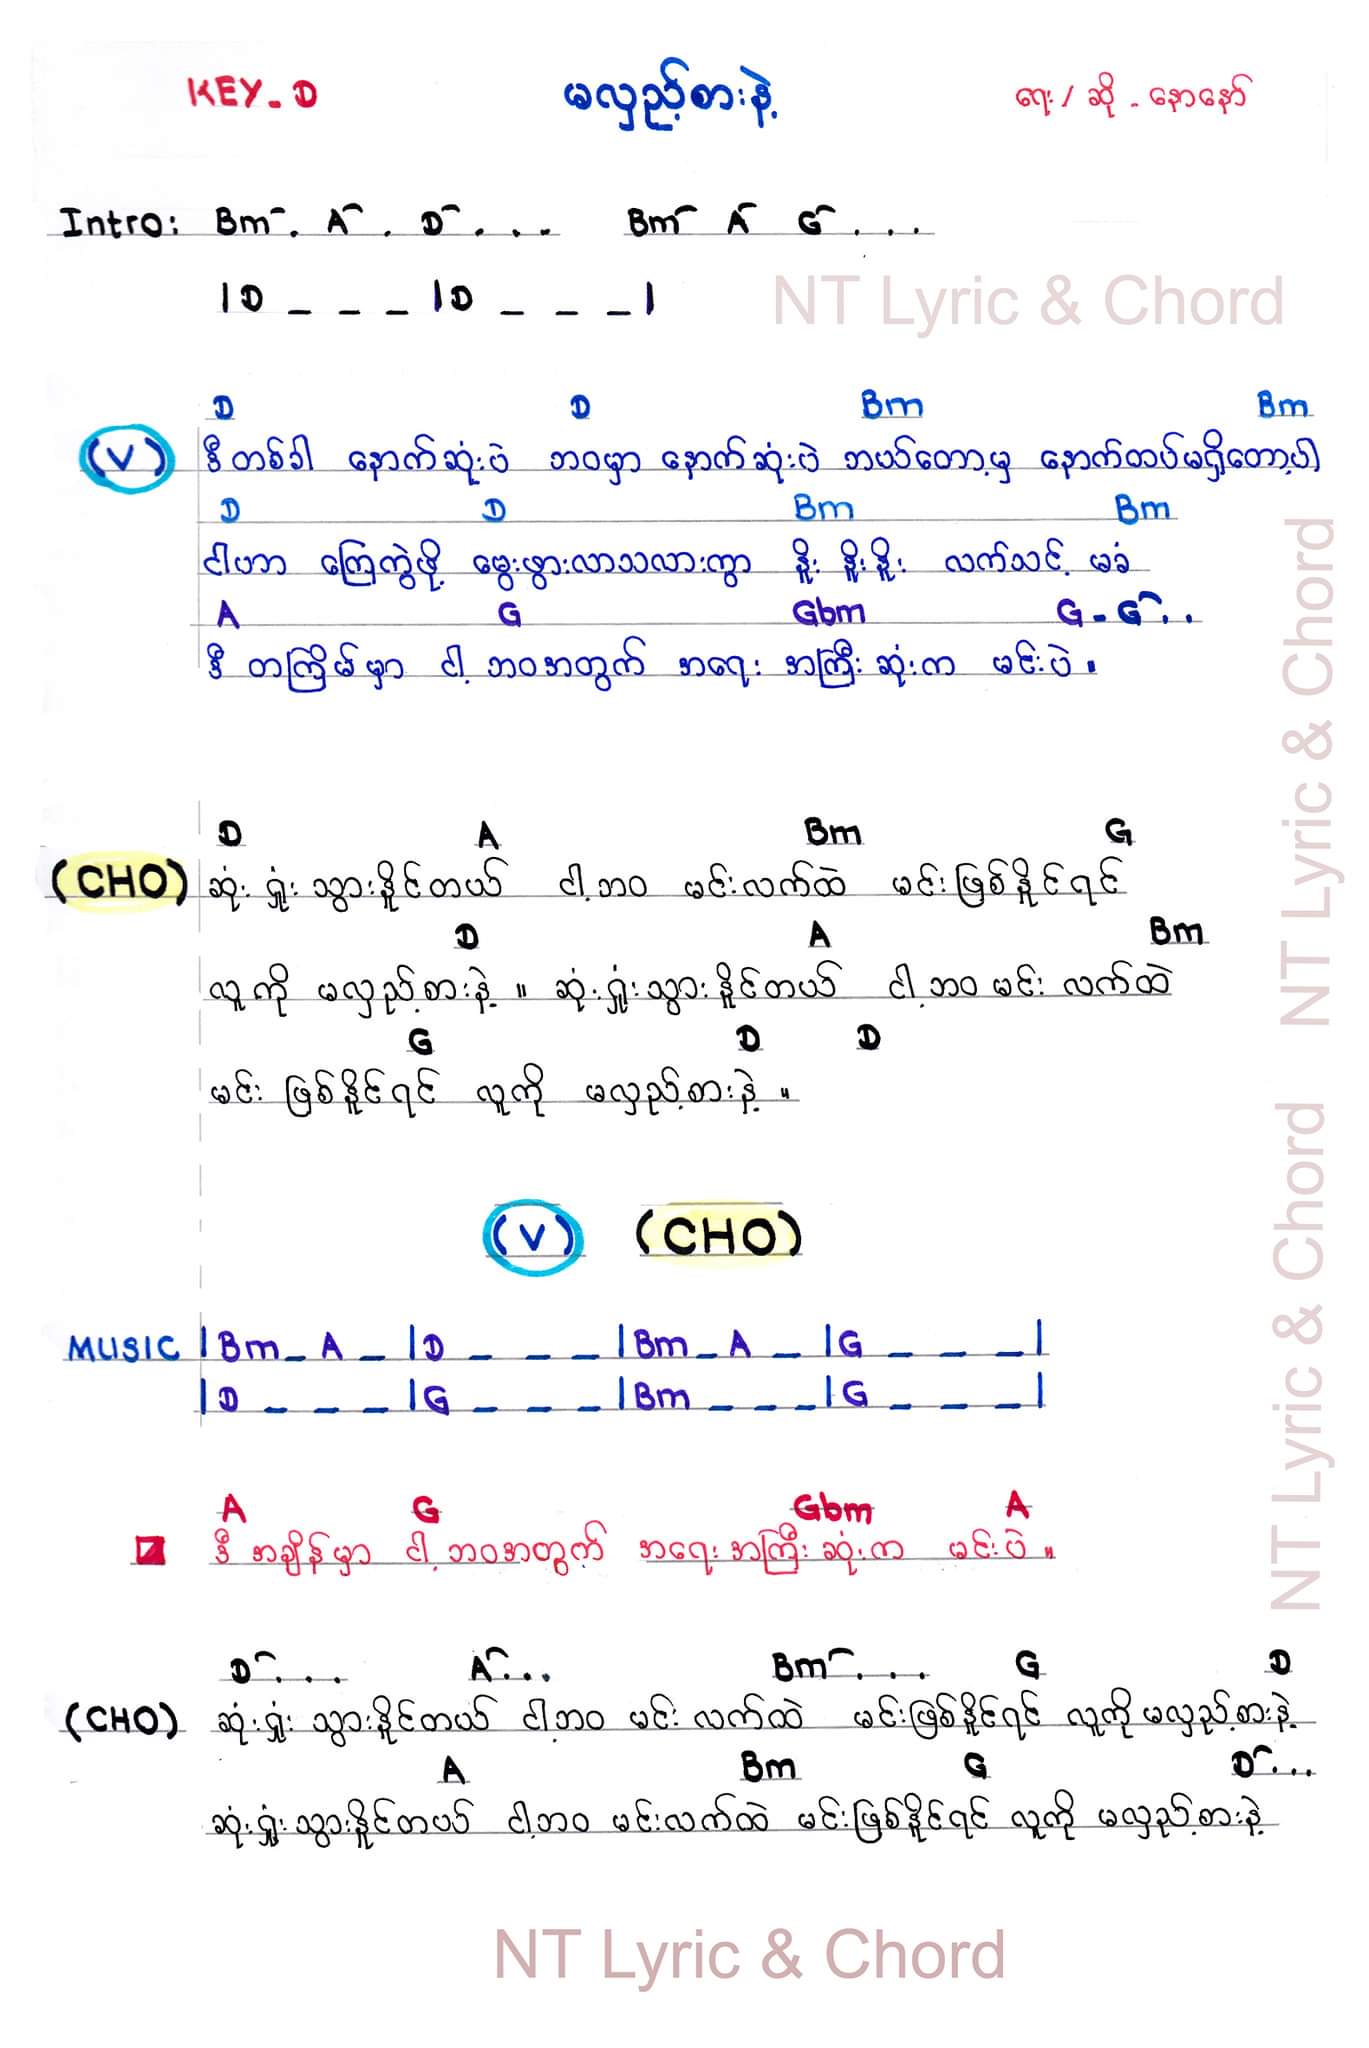 KEY - D မလှည့်စားနဲ့ ရေး / ဆို - နောနော်
Intro: Bm . A . D . . . Bm A G . . .
| D _ _ _ | D _ _ _ |
D D Bm Bm
(V) ဒီတစ်ခါ နောက်ဆုံးပဲ ဘဝမှာ နောက်ဆုံးပဲ ဘယ်တော့မှ နောက်ထပ်မရှိတော့ပါ
D D Bm Bm
ငါဟာ ကြေကွဲဖို့ မွေးဖွားလာသလားကွာ နိူး နိူးနိူး လက်သင့် မခံ
A G Gbm G - G . .
ဒီ တကြိမ်မှာ ငါ့ ဘဝအတွက် အရေး အကြီးဆုံးက မင်းပဲ ။
D A Bm G
(CHO) ဆုံး ရှုံး သွားနိူင်တယ် ငါ့ဘဝ မင်းလက်ထဲ မင်းဖြစ်နိူင်ရင်
D A Bm
လူကို မလှည့်စားနဲ့ ။ ဆုံးရှုံးသွားနိူင်တယ် ငါ့ဘဝ မင်း လက်ထဲ
G D D
မင်း ဖြစ်နိူင်ရင် လူကို မလှည့်စားနဲ့ ။
(V) (CHO)
MUSIC | Bm _ A _ | D _ _ _ | Bm _ A _ | G _ _ _ |
| D _ _ _ | G _ _ _ | Bm _ _ _ | G _ _ _ |
A G Gbm A
ဒီအချိန်မှာ ငါ့ဘဝအတွက် အရေးအကြီးဆုံးက မင်းပဲ ။
D . . . A . . . Bm . . . G D
(CHO) ဆုံးရှုံး သွားနိူင်တယ် ငါ့ဘဝ မင်း လက်ထဲ မင်းဖြစ်နိူင်ရင် လူကို မလှည့်စားနဲ့
A Bm G D . . .
ဆုံးရှုံးသွားနိူင်တယ် ငါ့ဘဝ မင်းလက်ထဲ မင်းဖြစ်နိူင်ရင် လူကို မလှည့်စားနဲ့
NT Lyric & Chord
NT Lyric & Chord
NT Lyric & Chord
NT Lyric & Chord